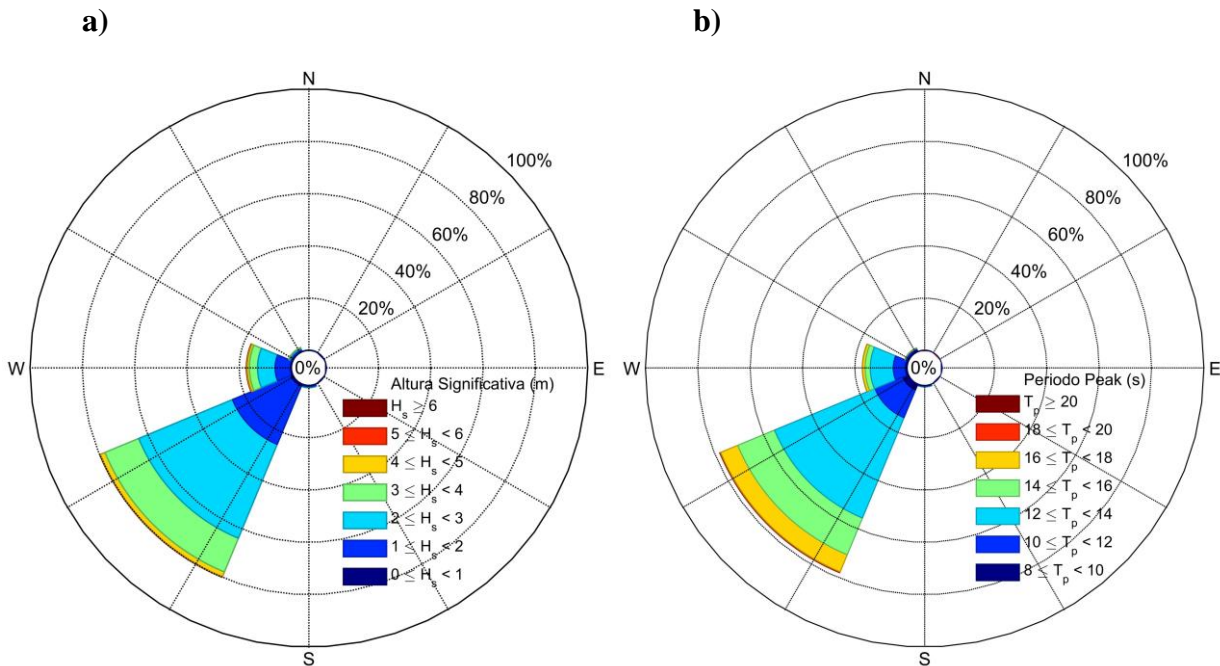 a)
b)
N
100%
80%
60%
40%
20%
0%
W
E
S
Altura Significativa (m)
H_s ≥ 6
5 ≤ H_s < 6
4 ≤ H_s < 5
3 ≤ H_s < 4
2 ≤ H_s < 3
1 ≤ H_s < 2
0 ≤ H_s < 1
N
100%
80%
60%
40%
20%
0%
W
E
S
Periodo Peak (s)
T_p ≥ 20
18 ≤ T_p < 20
16 ≤ T_p < 18
14 ≤ T_p < 16
12 ≤ T_p < 14
10 ≤ T_p < 12
8 ≤ T_p < 10